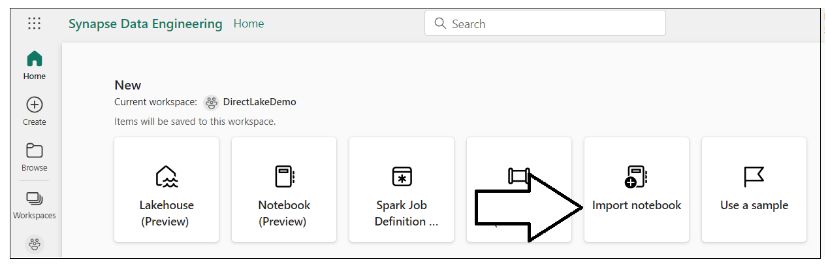 Synapse Data Engineering Home
Search
Home
Create
Browse
Workspaces
New
Current workspace: DirectLakeDemo
Items will be saved to this workspace.
Lakehouse
(Preview)
Notebook
(Preview)
Spark Job
Definition ...
Import notebook
Use a sample